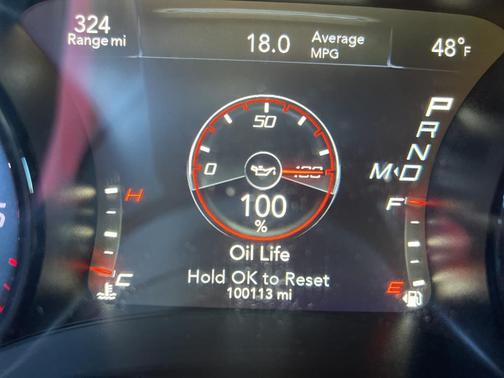 324
Range mi
18.0 Average MPG
48°F
50
0 100
100
%
Oil Life
Hold OK to Reset
100113 mi
H
C
P
R
N
D
M
F
E